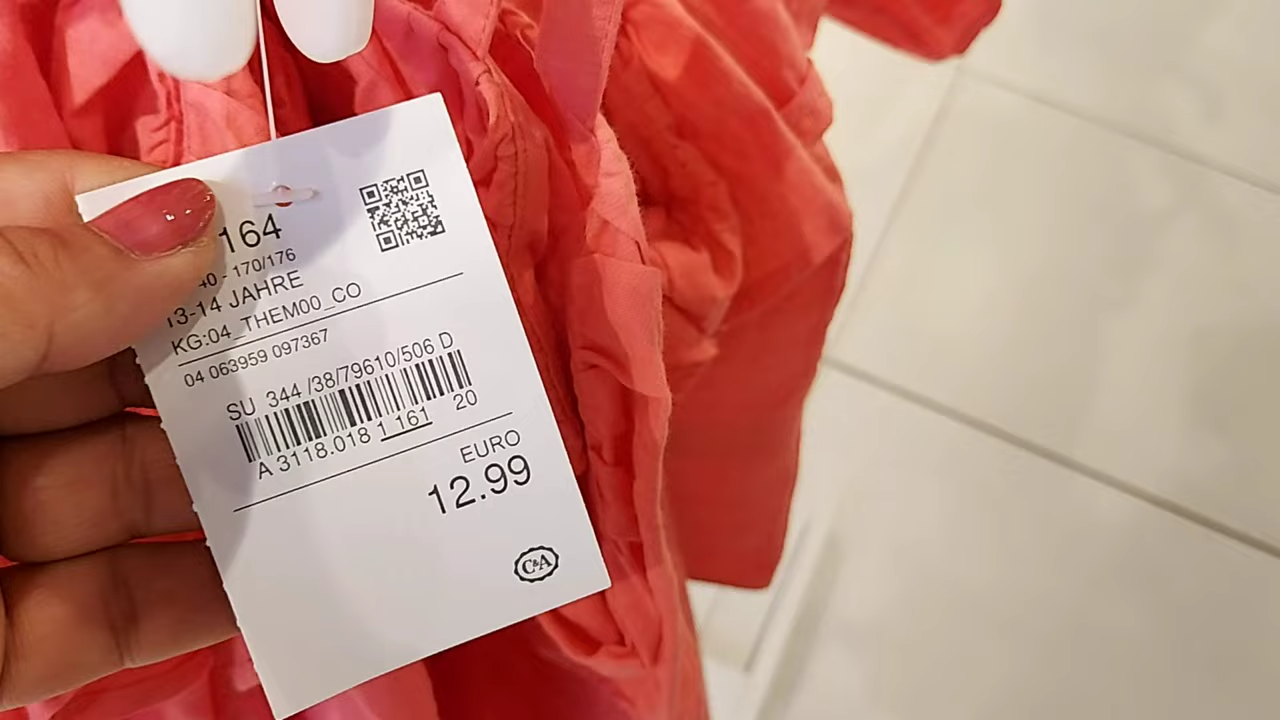 164
40 - 170/176
13-14 JAHRE
KG:04_THEM00_CO
04 063959 097367
SU 344 /38/79610/506 D
A 3118.018 1 161 20
EURO
12.99
C&A